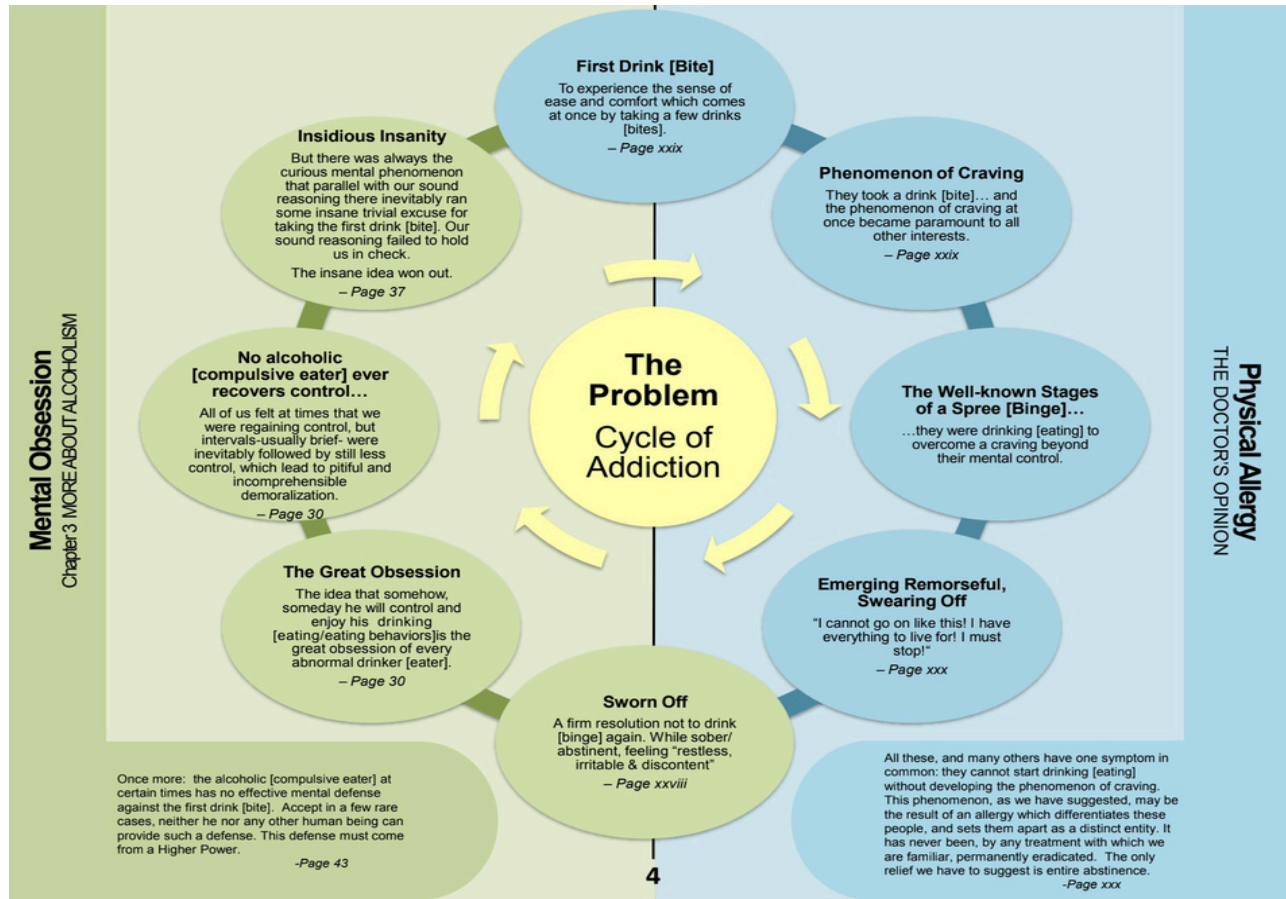 First Drink [Bite]
To experience the sense of
ease and comfort which comes
at once by taking a few drinks
[bites].
– Page xxix
Phenomenon of Craving
They took a drink [bite]… and
the phenomenon of craving at
once became paramount to all
other interests.
– Page xxix
The Well-known Stages
of a Spree [Binge]…
…they were drinking [eating] to
overcome a craving beyond
their mental control.
Emerging Remorseful,
Swearing Off
“I cannot go on like this! I have
everything to live for! I must
stop!“
– Page xxx
Sworn Off
A firm resolution not to drink
[binge] again. While sober/
abstinent, feeling “restless,
irritable & discontent”
– Page xxviii
The Great Obsession
The idea that somehow,
someday he will control and
enjoy his drinking
[eating/eating behaviors]is the
great obsession of every
abnormal drinker [eater].
– Page 30
No alcoholic
[compulsive eater] ever
recovers control…
All of us felt at times that we
were regaining control, but
intervals-usually brief- were
inevitably followed by still less
control, which lead to pitiful and
incomprehensible
demoralization.
– Page 30
Insidious Insanity
But there was always the
curious mental phenomenon
that parallel with our sound
reasoning there inevitably ran
some insane trivial excuse for
taking the first drink [bite]. Our
sound reasoning failed to hold
us in check.
The insane idea won out.
– Page 37
The
Problem
Cycle of
Addiction
Mental Obsession
Chapter 3 MORE ABOUT ALCOHOLISM
Physical Allergy
THE DOCTOR'S OPINION
Once more: the alcoholic [compulsive eater] at
certain times has no effective mental defense
against the first drink [bite]. Accept in a few rare
cases, neither he nor any other human being can
provide such a defense. This defense must come
from a Higher Power.
-Page 43
All these, and many others have one symptom in
common: they cannot start drinking [eating]
without developing the phenomenon of craving.
This phenomenon, as we have suggested, may be
the result of an allergy which differentiates these
people, and sets them apart as a distinct entity. It
has never been, by any treatment with which we
are familiar, permanently eradicated. The only
relief we have to suggest is entire abstinence.
-Page xxx
4